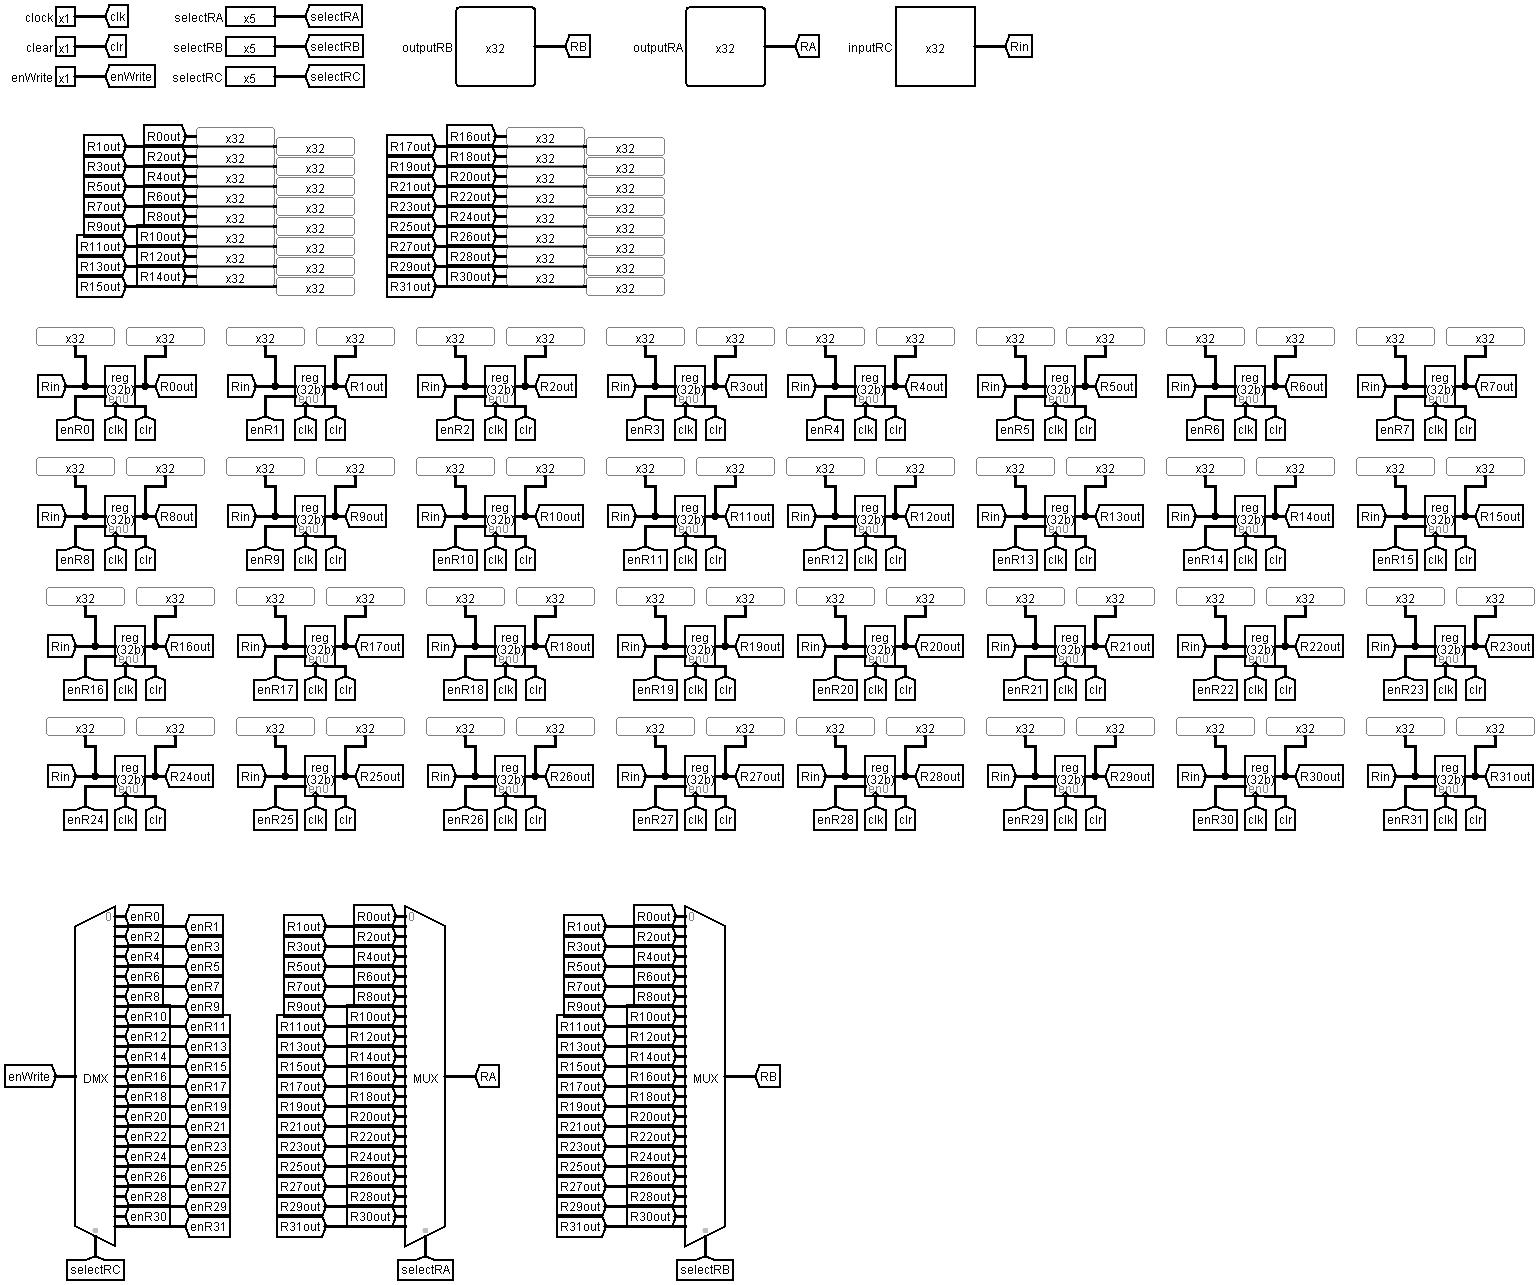 clock x1 clk selectRA x5 selectRA
clear x1 clr selectRB x5 selectRB outputRB x32 RB outputRA x32 RA inputRC x32 Rin
enWrite x1 enWrite selectRC x5 selectRC
R0out x32 R16out x32
R1out x32 R17out x32
R2out x32 R18out x32
R3out x32 R19out x32
R4out x32 R20out x32
R5out x32 R21out x32
R6out x32 R22out x32
R7out x32 R23out x32
R8out x32 R24out x32
R9out x32 R25out x32
R10out x32 R26out x32
R11out x32 R27out x32
R12out x32 R28out x32
R13out x32 R29out x32
R14out x32 R30out x32
R15out x32 R31out x32
x32 x32 x32 x32 x32 x32 x32 x32 x32 x32 x32 x32 x32 x32 x32 x32
reg reg reg reg reg reg reg reg
Rin (32b) R0out Rin (32b) R1out Rin (32b) R2out Rin (32b) R3out Rin (32b) R4out Rin (32b) R5out Rin (32b) R6out Rin (32b) R7out
en0 en0 en0 en0 en0 en0 en0 en0
enR0 clk clr enR1 clk clr enR2 clk clr enR3 clk clr enR4 clk clr enR5 clk clr enR6 clk clr enR7 clk clr
x32 x32 x32 x32 x32 x32 x32 x32 x32 x32 x32 x32 x32 x32 x32 x32
reg reg reg reg reg reg reg reg
Rin (32b) R8out Rin (32b) R9out Rin (32b) R10out Rin (32b) R11out Rin (32b) R12out Rin (32b) R13out Rin (32b) R14out Rin (32b) R15out
en0 en0 en0 en0 en0 en0 en0 en0
enR8 clk clr enR9 clk clr enR10 clk clr enR11 clk clr enR12 clk clr enR13 clk clr enR14 clk clr enR15 clk clr
x32 x32 x32 x32 x32 x32 x32 x32 x32 x32 x32 x32 x32 x32 x32 x32
reg reg reg reg reg reg reg reg
Rin (32b) R16out Rin (32b) R17out Rin (32b) R18out Rin (32b) R19out Rin (32b) R20out Rin (32b) R21out Rin (32b) R22out Rin (32b) R23out
en0 en0 en0 en0 en0 en0 en0 en0
enR16 clk clr enR17 clk clr enR18 clk clr enR19 clk clr enR20 clk clr enR21 clk clr enR22 clk clr enR23 clk clr
x32 x32 x32 x32 x32 x32 x32 x32 x32 x32 x32 x32 x32 x32 x32 x32
reg reg reg reg reg reg reg reg
Rin (32b) R24out Rin (32b) R25out Rin (32b) R26out Rin (32b) R27out Rin (32b) R28out Rin (32b) R29out Rin (32b) R30out Rin (32b) R31out
en0 en0 en0 en0 en0 en0 en0 en0
enR24 clk clr enR25 clk clr enR26 clk clr enR27 clk clr enR28 clk clr enR29 clk clr enR30 clk clr enR31 clk clr
0 enR0 R0out 0 R0out 0
enR1 R1out R1out
enR2 R2out R2out
enR3 R3out R3out
enR4 R4out R4out
enR5 R5out R5out
enR6 R6out R6out
enR7 R7out R7out
enR8 R8out R8out
enR9 R9out R9out
enR10 R10out R10out
enR11 R11out R11out
enR12 R12out R12out
enR13 R13out R13out
enR14 R14out R14out
enR15 R15out R15out
enWrite DMX enR16 R16out MUX RA R16out MUX RB
enR17 R17out R17out
enR18 R18out R18out
enR19 R19out R19out
enR20 R20out R20out
enR21 R21out R21out
enR22 R22out R22out
enR23 R23out R23out
enR24 R24out R24out
enR25 R25out R25out
enR26 R26out R26out
enR27 R27out R27out
enR28 R28out R28out
enR29 R29out R29out
enR30 R30out R30out
enR31 R31out R31out
selectRC selectRA selectRB